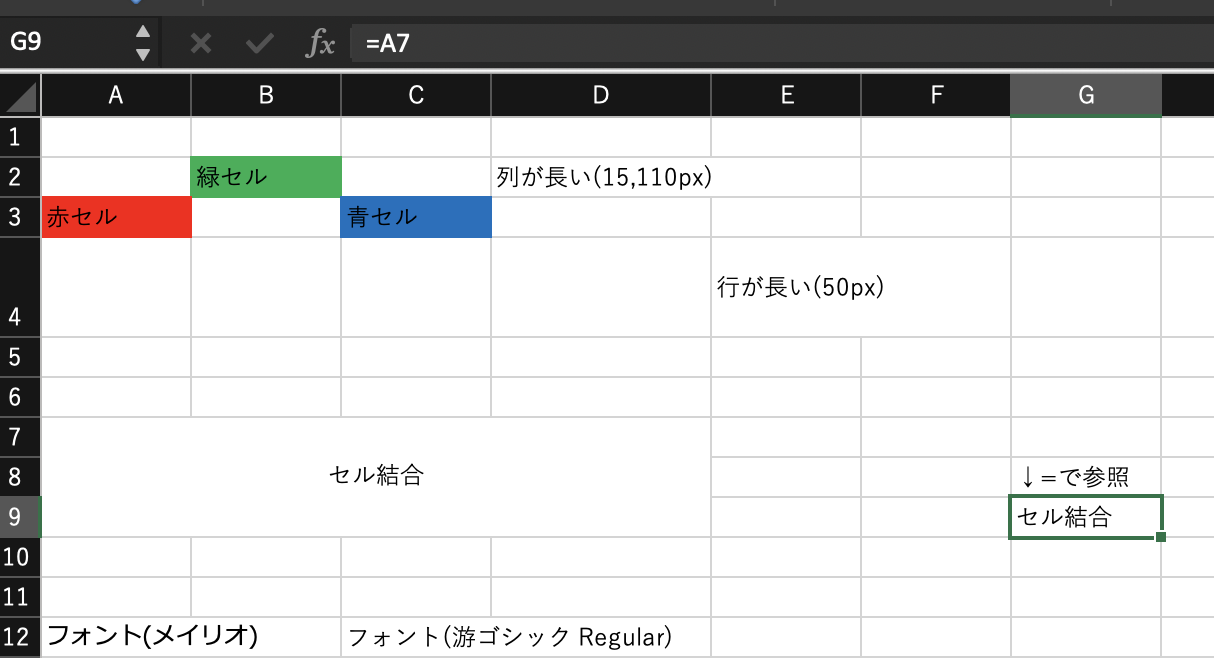 G9 fx =A7
A B C D E F G
1
2 緑セル 列が長い(15,110px)
3 赤セル 青セル
4 行が長い(50px)
5
6
7
8 セル結合 ↓=で参照
9 セル結合
10
11
12 フォント(メイリオ) フォント(游ゴシック Regular)